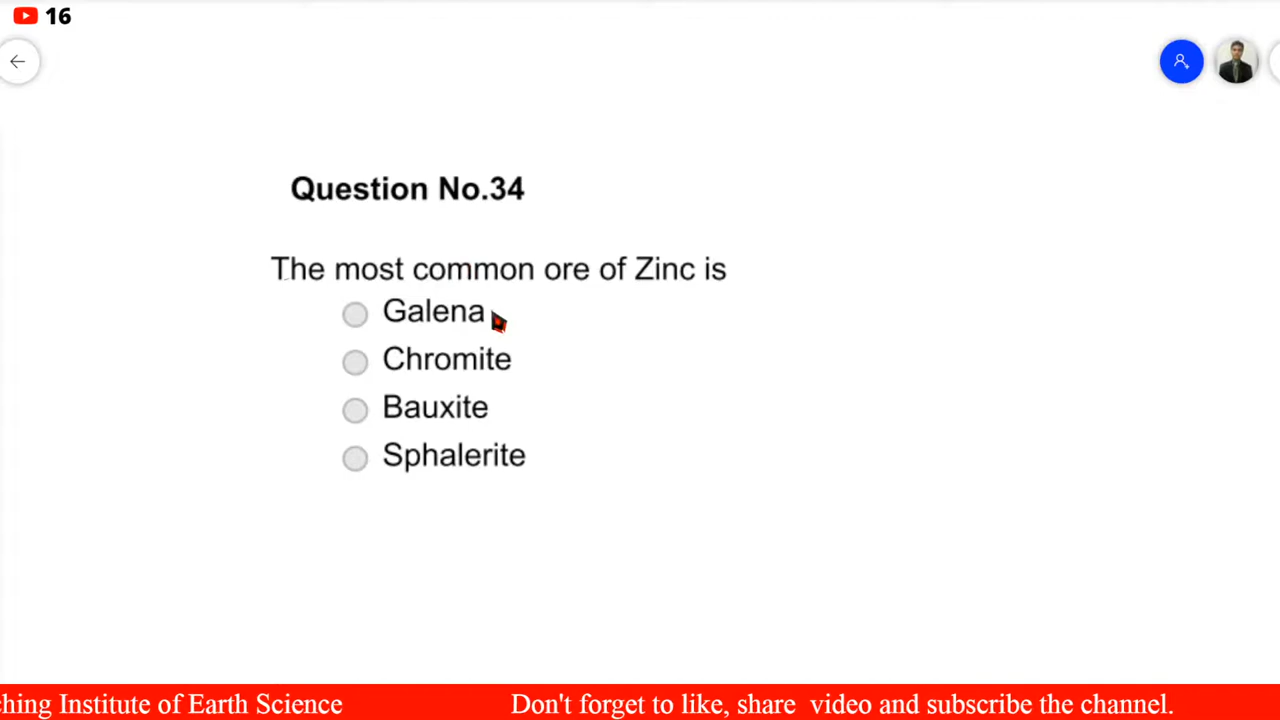 16
Question No.34
The most common ore of Zinc is
Galena
Chromite
Bauxite
Sphalerite
ching Institute of Earth Science Don't forget to like, share video and subscribe the channel.